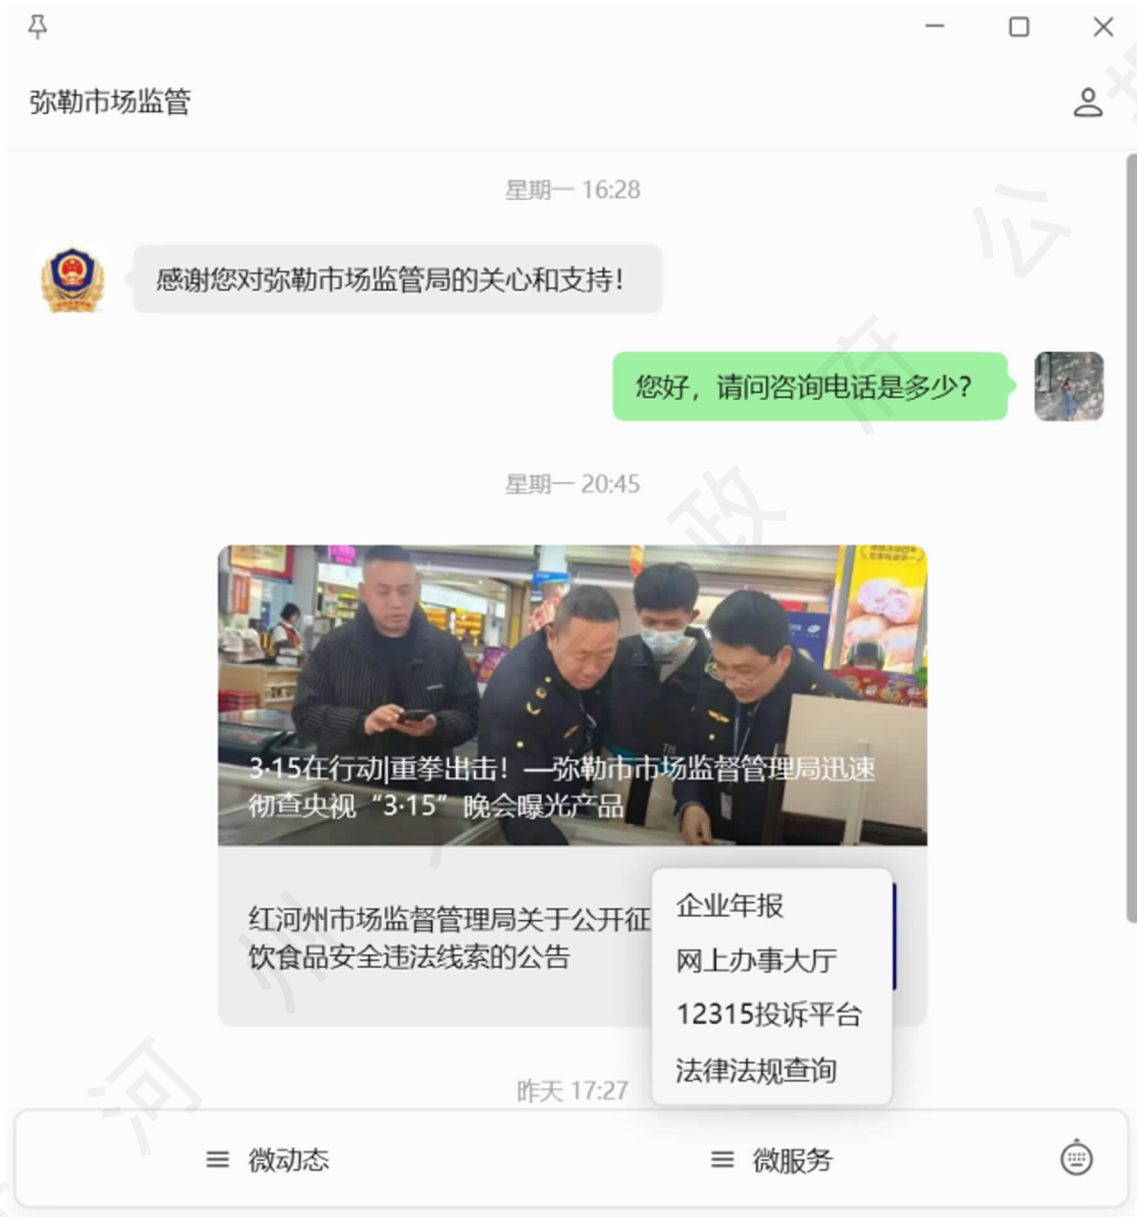 弥勒市场监管
星期一 16:28
感谢您对弥勒市场监管局的关心和支持！
您好，请问咨询电话是多少？
星期一 20:45
3·15在行动|重拳出击！—弥勒市市场监督管理局迅速
彻查央视“3·15”晚会曝光产品
红河州市场监督管理局关于公开征
饮食品安全违法线索的公告
企业年报
网上办事大厅
12315投诉平台
法律法规查询
昨天 17:27
微动态
微服务
河
州
政
府
公